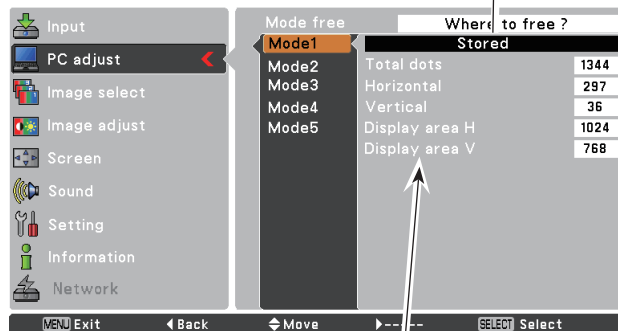 Input
PC adjust
Image select
Image adjust
Screen
Sound
Setting
Information
Network
Mode free
Where to free ?
Mode1
Mode2
Mode3
Mode4
Mode5
Stored
Total dots 1344
Horizontal 297
Vertical 36
Display area H 1024
Display area V 768
MENU Exit
Back
Move
-----
SELECT Select